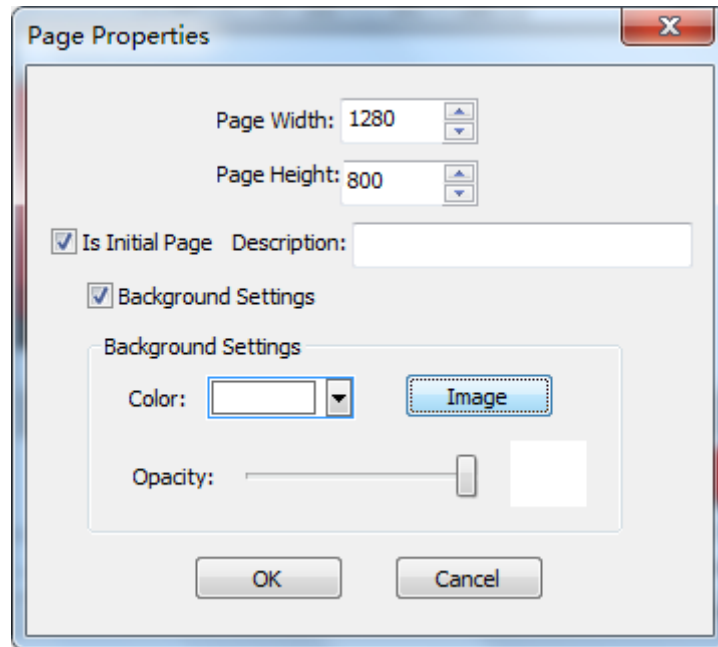 Page Properties
Page Width: 1280
Page Height: 800
Is Initial Page Description:
Background Settings
Background Settings
Color: Image
Opacity:
OK Cancel